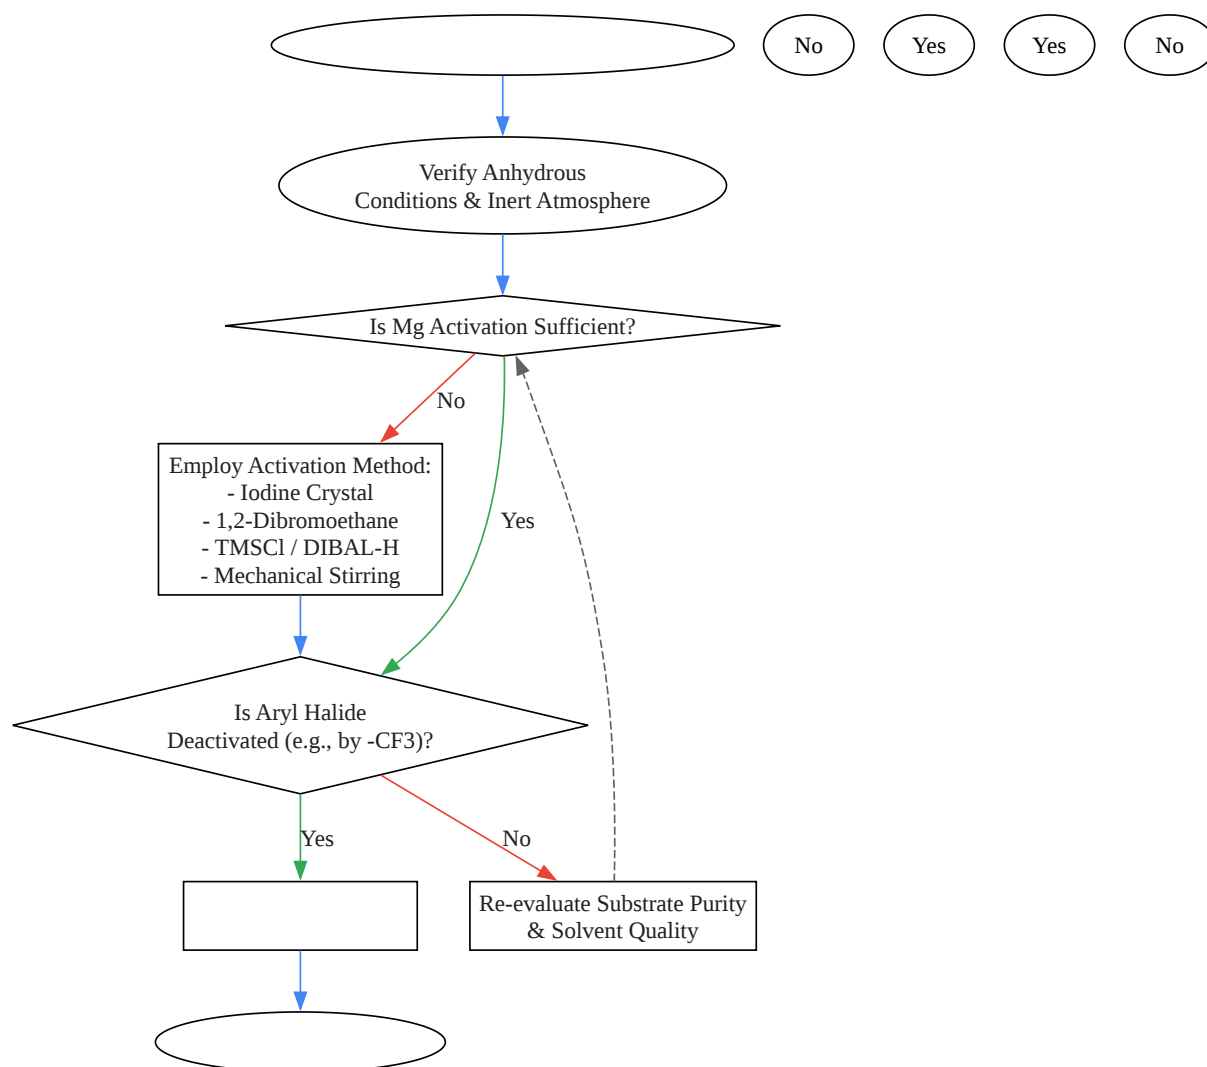 No
Yes
Yes
No
Verify Anhydrous
Conditions & Inert Atmosphere
Is Mg Activation Sufficient?
No
Employ Activation Method:
- Iodine Crystal
- 1,2-Dibromoethane
- TMSCl / DIBAL-H
- Mechanical Stirring
Yes
Is Aryl Halide
Deactivated (e.g., by -CF3)?
Yes
No
Re-evaluate Substrate Purity
& Solvent Quality